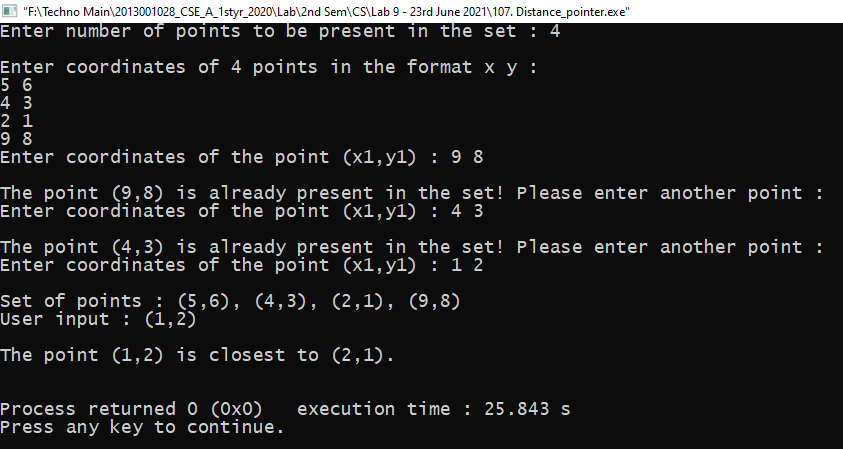 "F:\Techno Main\2013001028_CSE_A_1styr_2020\Lab\2nd Sem\CS\Lab 9 - 23rd June 2021\107. Distance_pointer.exe"
Enter number of points to be present in the set : 4
Enter coordinates of 4 points in the format x y :
5 6
4 3
2 1
9 8
Enter coordinates of the point (x1,y1) : 9 8
The point (9,8) is already present in the set! Please enter another point :
Enter coordinates of the point (x1,y1) : 4 3
The point (4,3) is already present in the set! Please enter another point :
Enter coordinates of the point (x1,y1) : 1 2
Set of points : (5,6), (4,3), (2,1), (9,8)
User input : (1,2)
The point (1,2) is closest to (2,1).
Process returned 0 (0x0)   execution time : 25.843 s
Press any key to continue.